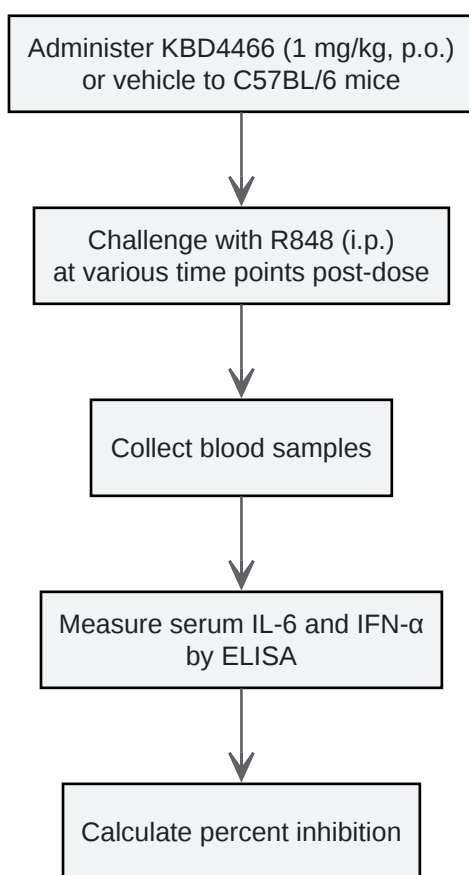 Administer KBD4466 (1 mg/kg, p.o.)
or vehicle to C57BL/6 mice
Challenge with R848 (i.p.)
at various time points post-dose
Collect blood samples
Measure serum IL-6 and IFN-α
by ELISA
Calculate percent inhibition